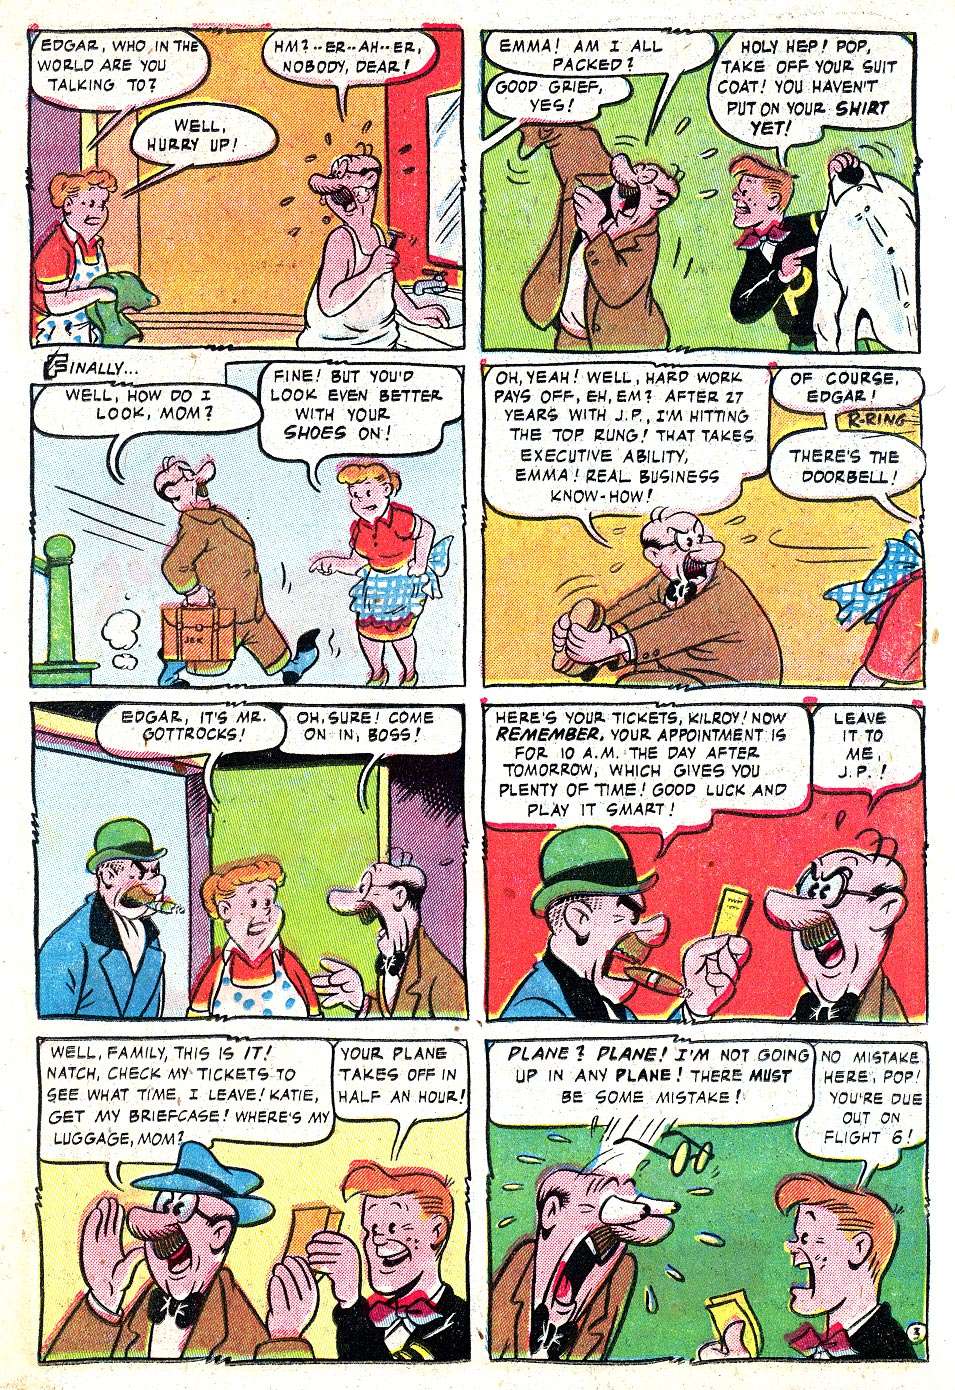 EDGAR, WHO IN THE
WORLD ARE YOU
TALKING TO?
HM?--ER--AH--ER,
NOBODY, DEAR!
WELL,
HURRY UP!
EMMA! AM I ALL
PACKED?
GOOD GRIEF,
YES!
HOLY HEP! POP,
TAKE OFF YOUR SUIT
COAT! YOU HAVEN'T
PUT ON YOUR SHIRT
YET!
P
FINALLY...
WELL, HOW DO I
LOOK, MOM?
FINE! BUT YOU'D
LOOK EVEN BETTER
WITH YOUR
SHOES ON!
JEK
OH, YEAH! WELL, HARD WORK
PAYS OFF, EH, EM? AFTER 27
YEARS WITH J.P., I'M HITTING
THE TOP RUNG! THAT TAKES
EXECUTIVE ABILITY,
EMMA! REAL BUSINESS
KNOW-HOW!
OF COURSE,
EDGAR!
R-RING
THERE'S THE
DOORBELL!
EDGAR, IT'S MR.
GOTTROCKS!
OH, SURE! COME
ON IN, BOSS!
HERE'S YOUR TICKETS, KILROY! NOW
REMEMBER, YOUR APPOINTMENT IS
FOR 10 A.M. THE DAY AFTER
TOMORROW, WHICH GIVES YOU
PLENTY OF TIME! GOOD LUCK AND
PLAY IT SMART!
LEAVE
IT TO
ME,
J.P.!
WELL, FAMILY, THIS IS IT!
NATCH, CHECK MY TICKETS TO
SEE WHAT TIME I LEAVE! KATIE,
GET MY BRIEFCASE! WHERE'S MY
LUGGAGE, MOM?
YOUR PLANE
TAKES OFF IN
HALF AN HOUR!
PLANE? PLANE! I'M NOT GOING
UP IN ANY PLANE! THERE MUST
BE SOME MISTAKE!
NO MISTAKE
HERE, POP!
YOU'RE DUE
OUT ON
FLIGHT 6!
3